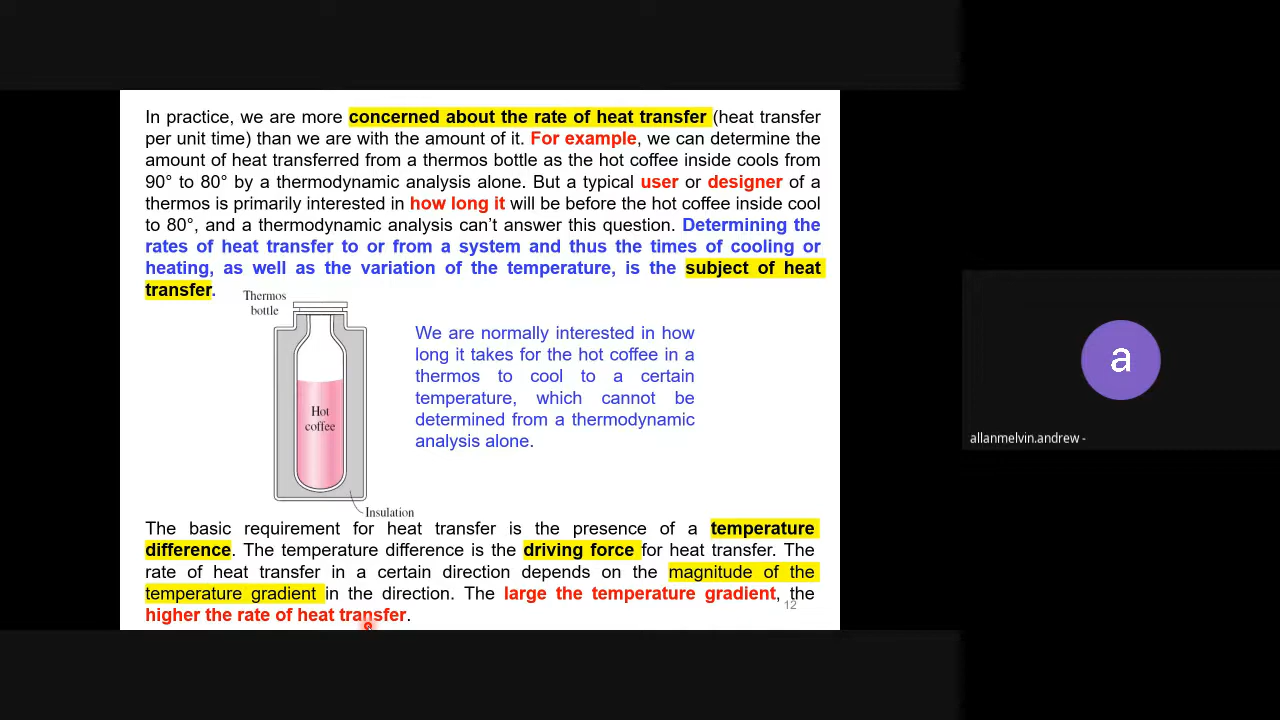 In practice, we are more concerned about the rate of heat transfer (heat transfer
per unit time) than we are with the amount of it. For example, we can determine the
amount of heat transferred from a thermos bottle as the hot coffee inside cools from
90° to 80° by a thermodynamic analysis alone. But a typical user or designer of a
thermos is primarily interested in how long it will be before the hot coffee inside cool
to 80°, and a thermodynamic analysis can’t answer this question. Determining the
rates of heat transfer to or from a system and thus the times of cooling or
heating, as well as the variation of the temperature, is the subject of heat
transfer.
Thermos
bottle
Hot
coffee
Insulation
We are normally interested in how
long it takes for the hot coffee in a
thermos to cool to a certain
temperature, which cannot be
determined from a thermodynamic
analysis alone.
The basic requirement for heat transfer is the presence of a temperature
difference. The temperature difference is the driving force for heat transfer. The
rate of heat transfer in a certain direction depends on the magnitude of the
temperature gradient in the direction. The large the temperature gradient, the
higher the rate of heat transfer.
12
a
allanmelvin.andrew -